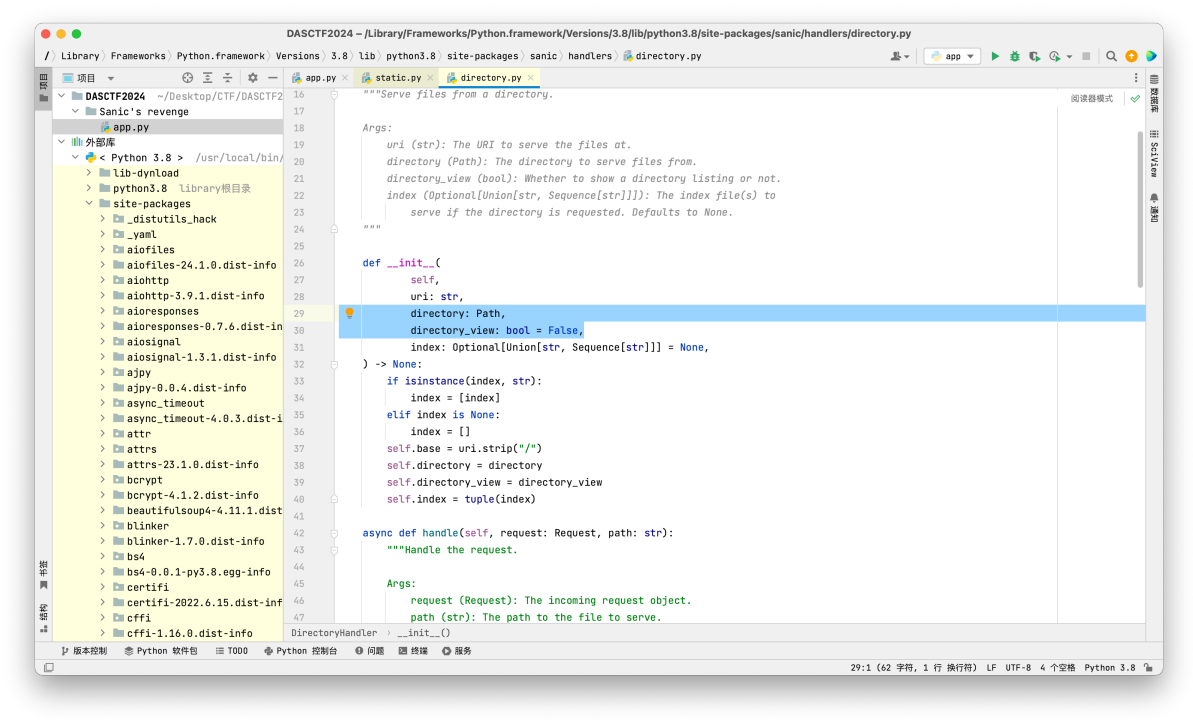 DASCTF2024 – /Library/Frameworks/Python.framework/Versions/3.8/lib/python3.8/site-packages/sanic/handlers/directory.py
/ Library Frameworks Python.framework Versions 3.8 lib python3.8 site-packages sanic handlers directory.py app
项目
项目
app.py static.py directory.py
DASCTF2024 ~/Desktop/CTF/DASCTF2
Sanic's revenge
app.py
外部库
< Python 3.8 > /usr/local/bin/
lib-dynload
python3.8 library根目录
site-packages
_distutils_hack
_yaml
aiofiles
aiofiles-24.1.0.dist-info
aiohttp
aiohttp-3.9.1.dist-info
aioresponses
aioresponses-0.7.6.dist-in
aiosignal
aiosignal-1.3.1.dist-info
ajpy
ajpy-0.0.4.dist-info
async_timeout
async_timeout-4.0.3.dist-i
attr
attrs
attrs-23.1.0.dist-info
bcrypt
bcrypt-4.1.2.dist-info
beautifulsoup4-4.11.1.dist
blinker
blinker-1.7.0.dist-info
bs4
bs4-0.0.1-py3.8.egg-info
certifi
certifi-2022.6.15.dist-inf
cffi
cffi-1.16.0.dist-info
书签
结构
16 """Serve files from a directory.
17
18 Args:
19 uri (str): The URI to serve the files at.
20 directory (Path): The directory to serve files from.
21 directory_view (bool): Whether to show a directory listing or not.
22 index (Optional[Union[str, Sequence[str]]]): The index file(s) to
23 serve if the directory is requested. Defaults to None.
24 """
25
26 def __init__(
27 self,
28 uri: str,
29 directory: Path,
30 directory_view: bool = False,
31 index: Optional[Union[str, Sequence[str]]] = None,
32 ) -> None:
33 if isinstance(index, str):
34 index = [index]
35 elif index is None:
36 index = []
37 self.base = uri.strip("/")
38 self.directory = directory
39 self.directory_view = directory_view
40 self.index = tuple(index)
41
42 async def handle(self, request: Request, path: str):
43 """Handle the request.
44
45 Args:
46 request (Request): The incoming request object.
47 path (str): The path to the file to serve.
阅读器模式
数据库
SciView
通知
DirectoryHandler __init__()
版本控制 Python 软件包 TODO Python 控制台 问题 终端 服务
29:1 (62 字符, 1 行 换行符) LF UTF-8 4 个空格 Python 3.8